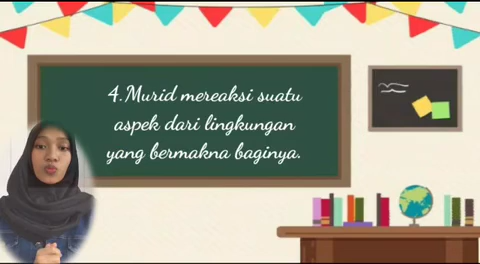 4.Murid mereaksi suatu
aspek dari lingkungan
yang bermakna baginya.